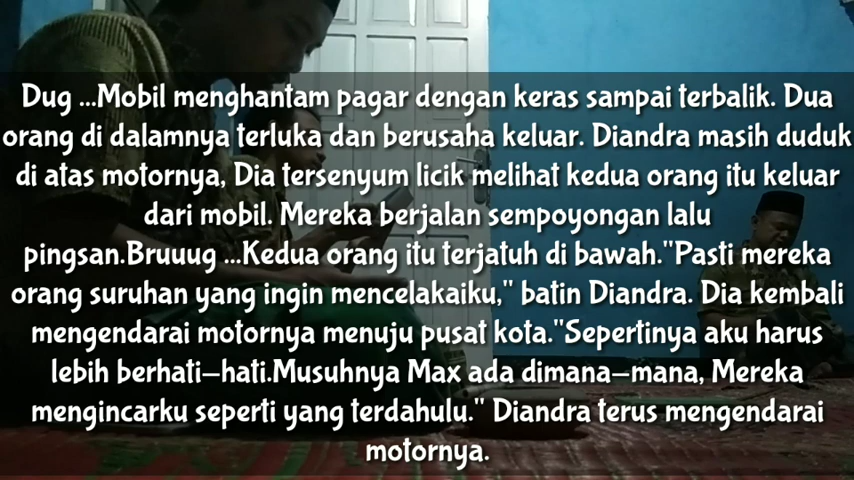 Dug ...Mobil menghantam pagar dengan keras sampai terbalik. Dua
orang di dalamnya terluka dan berusaha keluar. Diandra masih duduk
di atas motornya, Dia tersenyum licik melihat kedua orang itu keluar
dari mobil. Mereka berjalan sempoyongan lalu
pingsan.Bruuug ...Kedua orang itu terjatuh di bawah."Pasti mereka
orang suruhan yang ingin mencelakaiku," batin Diandra. Dia kembali
mengendarai motornya menuju pusat kota."Sepertinya aku harus
lebih berhati-hati.Musuhnya Max ada dimana-mana, Mereka
mengincarku seperti yang terdahulu." Diandra terus mengendarai
motornya.